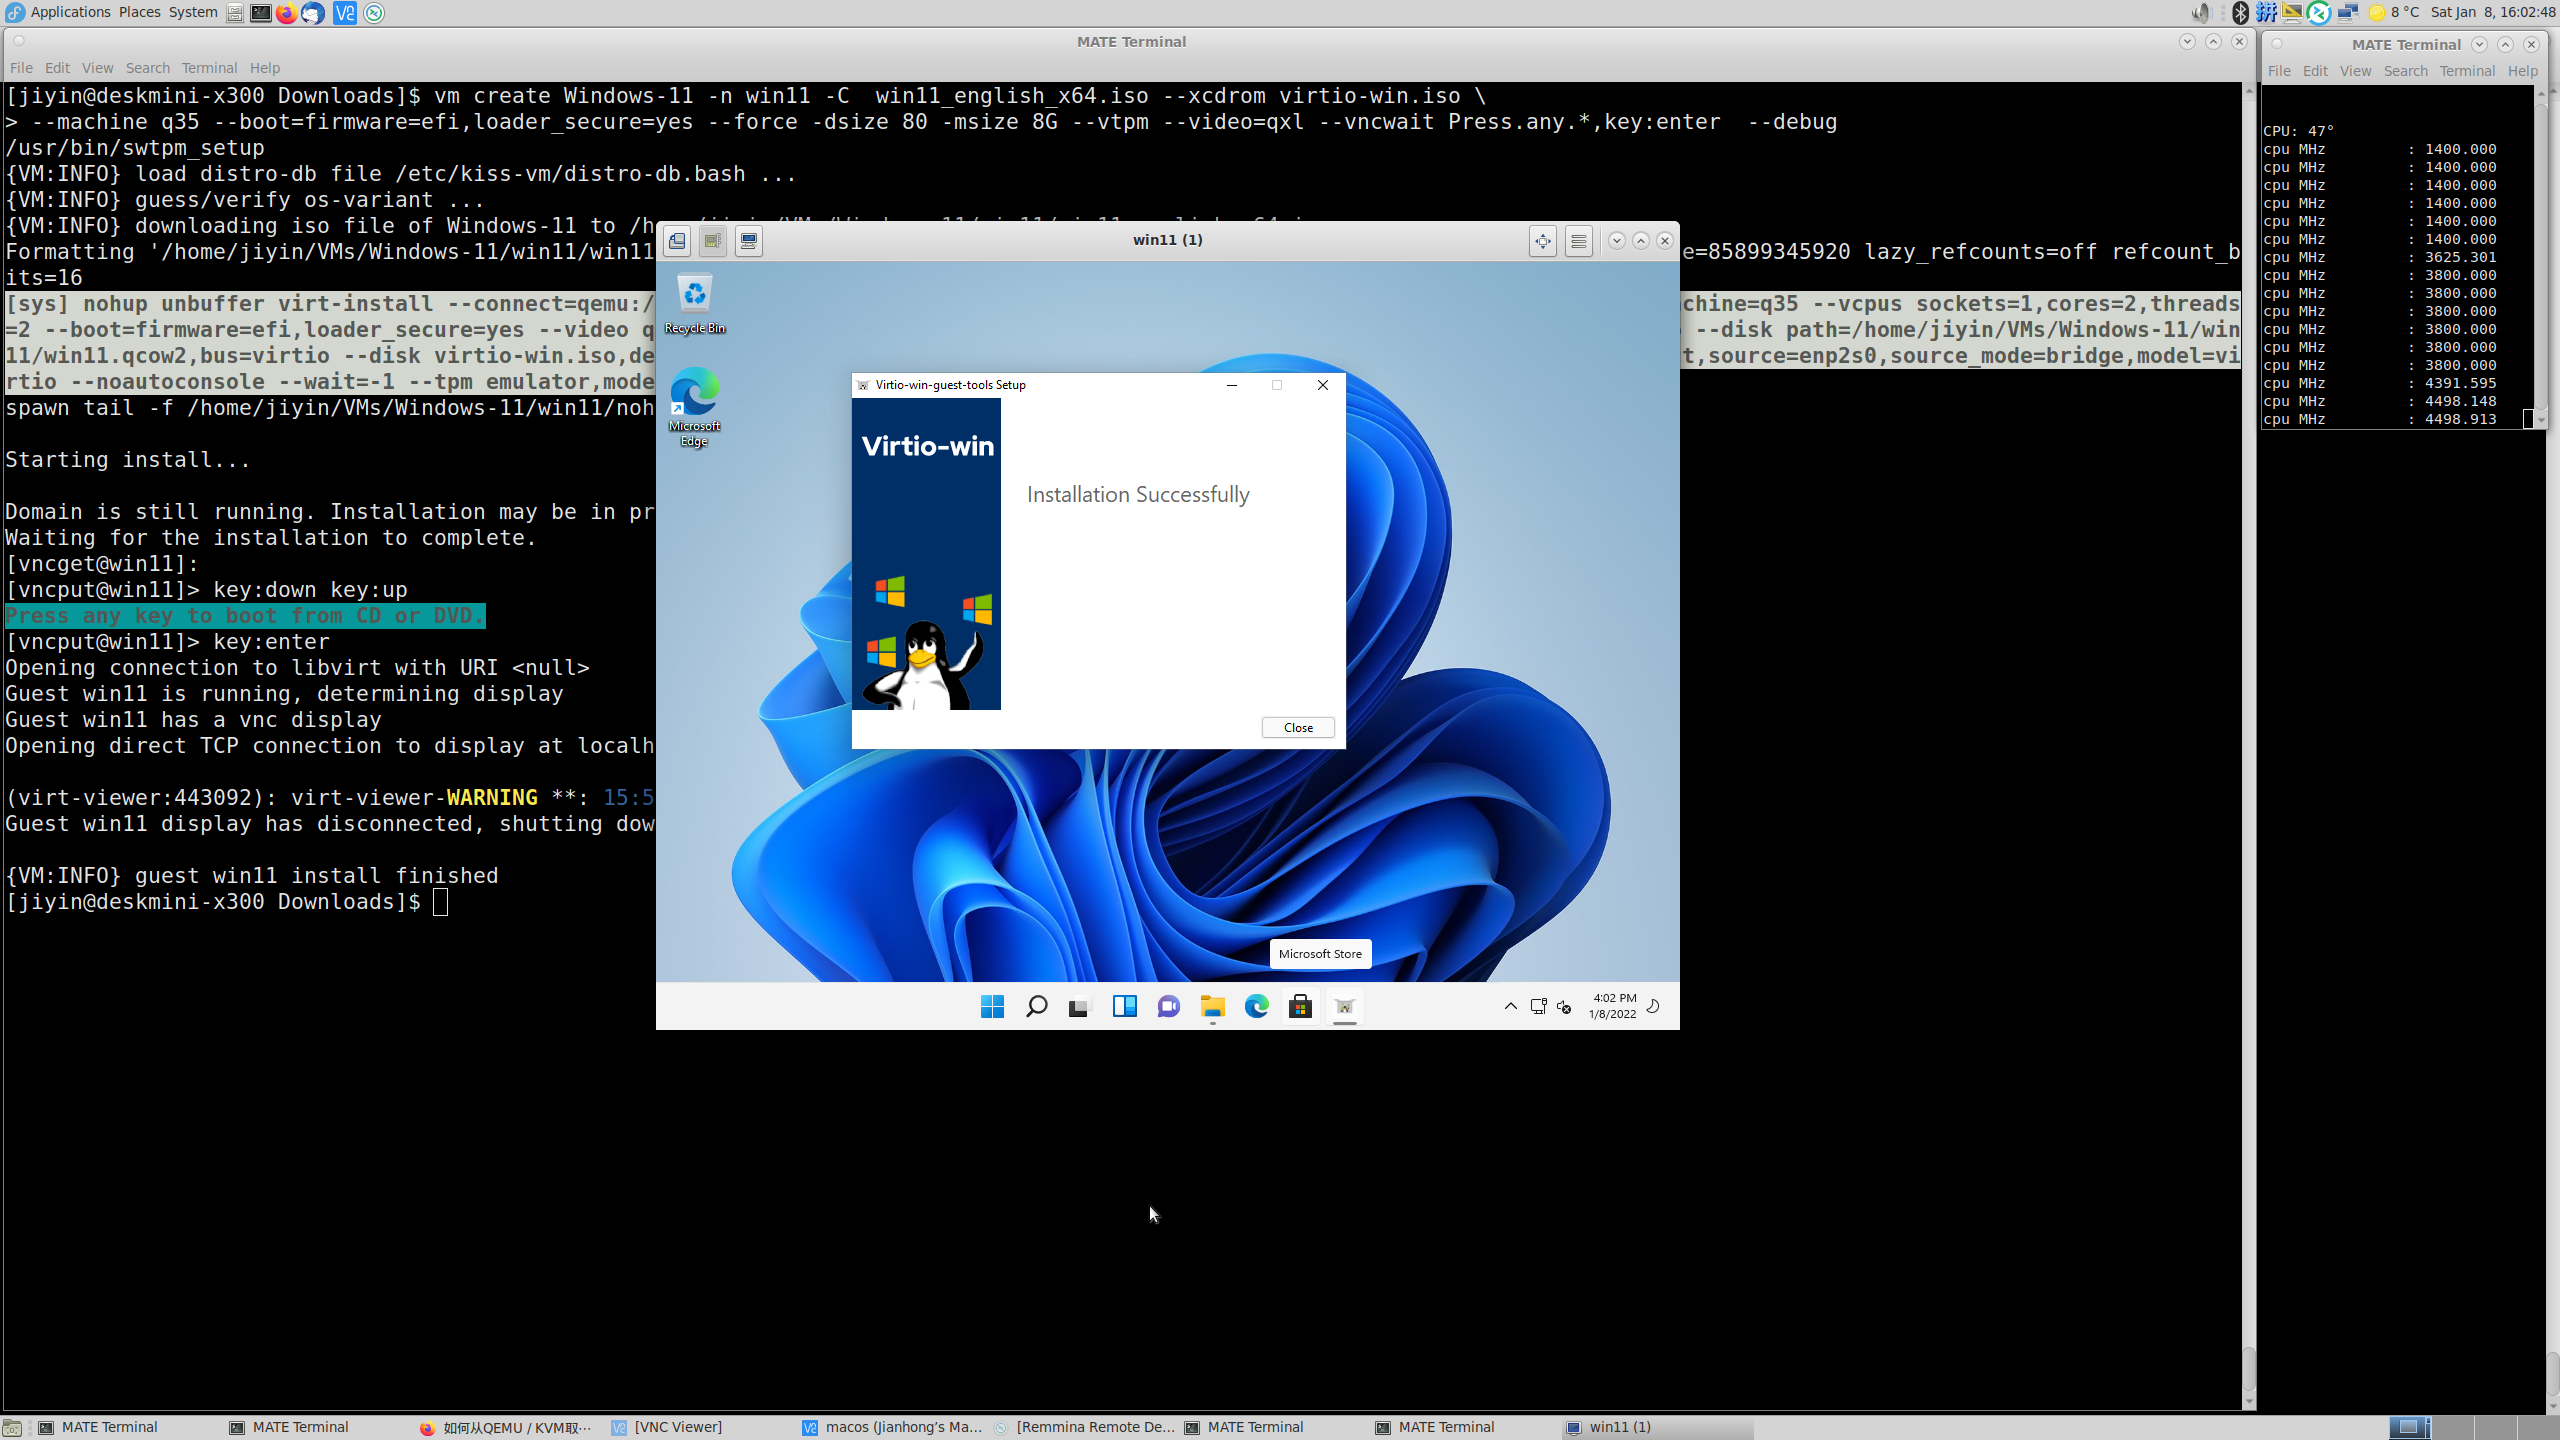 Applications Places System
8 °C Sat Jan 8, 16:02:48
MATE Terminal
File Edit View Search Terminal Help
[jiyin@deskmini-x300 Downloads]$ vm create Windows-11 -n win11 -C  win11_english_x64.iso --xcdrom virtio-win.iso \
> --machine q35 --boot=firmware=efi,loader_secure=yes --force -dsize 80 -msize 8G --vtpm --video=qxl --vncwait Press.any.*,key:enter  --debug
/usr/bin/swtpm_setup
{VM:INFO} load distro-db file /etc/kiss-vm/distro-db.bash ...
{VM:INFO} guess/verify os-variant ...
{VM:INFO} downloading iso file of Windows-11 to /h
Formatting '/home/jiyin/VMs/Windows-11/win11/win11 e=85899345920 lazy_refcounts=off refcount_b
its=16
[sys] nohup unbuffer virt-install --connect=qemu:/ chine=q35 --vcpus sockets=1,cores=2,threads
=2 --boot=firmware=efi,loader_secure=yes --video q --disk path=/home/jiyin/VMs/Windows-11/win
11/win11.qcow2,bus=virtio --disk virtio-win.iso,de t,source=enp2s0,source_mode=bridge,model=vi
rtio --noautoconsole --wait=-1 --tpm emulator,mode
spawn tail -f /home/jiyin/VMs/Windows-11/win11/noh
Starting install...
Domain is still running. Installation may be in pr
Waiting for the installation to complete.
[vncget@win11]:
[vncput@win11]> key:down key:up
Press any key to boot from CD or DVD.
[vncput@win11]> key:enter
Opening connection to libvirt with URI <null>
Guest win11 is running, determining display
Guest win11 has a vnc display
Opening direct TCP connection to display at localh
(virt-viewer:443092): virt-viewer-WARNING **: 15:5
Guest win11 display has disconnected, shutting dow
{VM:INFO} guest win11 install finished
[jiyin@deskmini-x300 Downloads]$
win11 (1)
Recycle Bin
Microsoft
Edge
Virtio-win-guest-tools Setup
Virtio-win
Installation Successfully
Close
Microsoft Store
4:02 PM
1/8/2022
MATE Terminal
File Edit View Search Terminal Help
CPU: 47°
cpu MHz : 1400.000
cpu MHz : 1400.000
cpu MHz : 1400.000
cpu MHz : 1400.000
cpu MHz : 1400.000
cpu MHz : 1400.000
cpu MHz : 3625.301
cpu MHz : 3800.000
cpu MHz : 3800.000
cpu MHz : 3800.000
cpu MHz : 3800.000
cpu MHz : 3800.000
cpu MHz : 3800.000
cpu MHz : 4391.595
cpu MHz : 4498.148
cpu MHz : 4498.913
MATE Terminal
MATE Terminal
如何从QEMU / KVM取…
[VNC Viewer]
macos (Jianhong’s Ma…
[Remmina Remote De…
MATE Terminal
MATE Terminal
win11 (1)